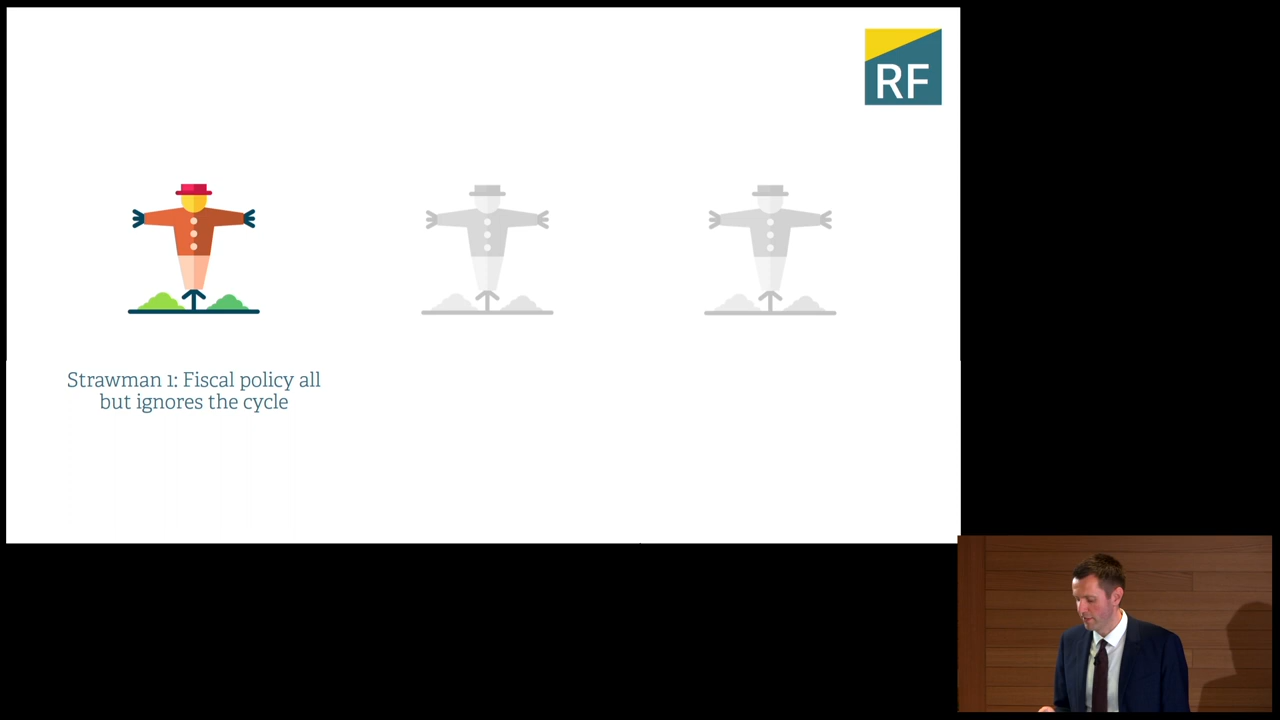 RF
Strawman 1: Fiscal policy all
but ignores the cycle